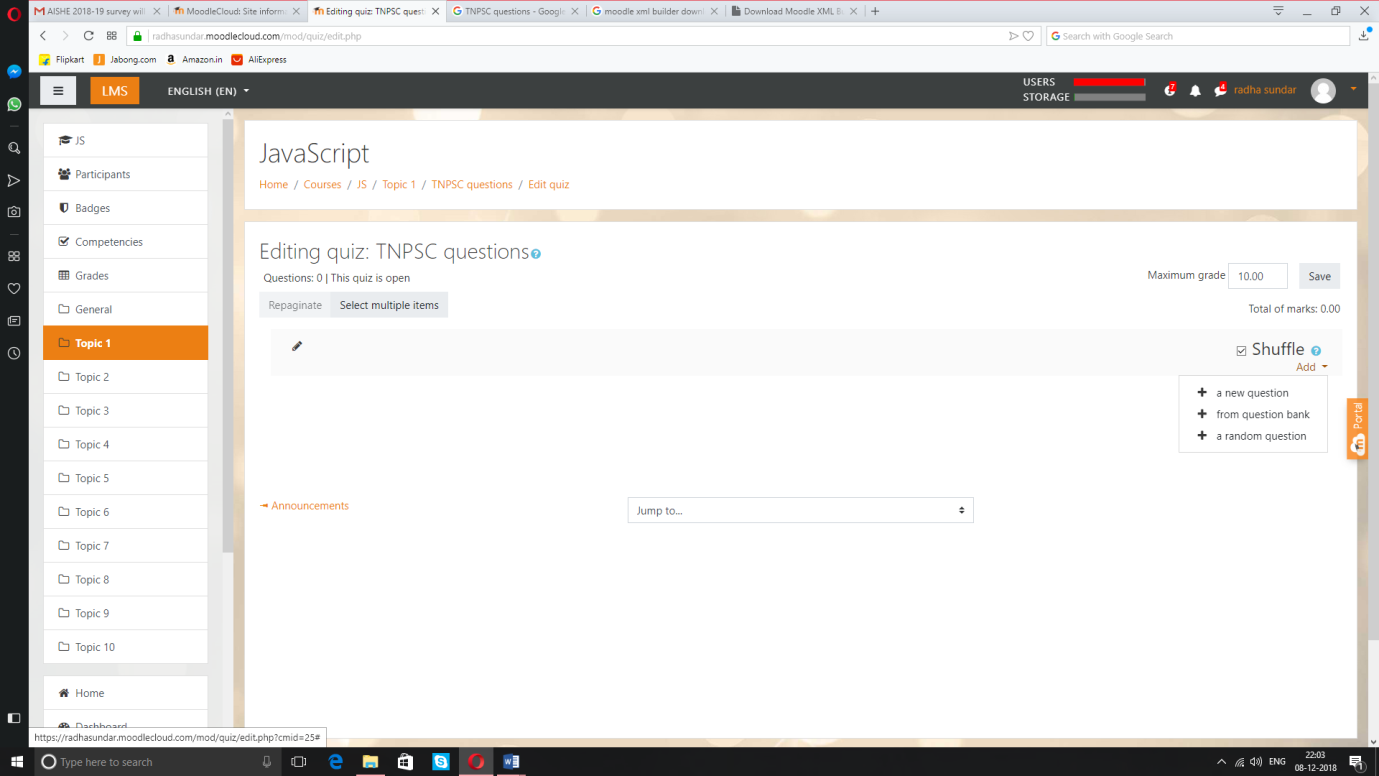 AISHE 2018-19 survey will
MoodleCloud: Site inform
Editing quiz: TNPSC quest
TNPSC questions - Google
moodle xml builder down
Download Moodle XML B
radhasundar.moodlecloud.com/mod/quiz/edit.php
Search with Google Search
Flipkart
Jabong.com
Amazon.in
AliExpress
LMS
ENGLISH (EN)
USERS
STORAGE
7
4
radha sundar
JS
Participants
Badges
Competencies
Grades
General
Topic 1
Topic 2
Topic 3
Topic 4
Topic 5
Topic 6
Topic 7
Topic 8
Topic 9
Topic 10
Home
Dashboard
JavaScript
Home / Courses / JS / Topic 1 / TNPSC questions / Edit quiz
Editing quiz: TNPSC questions
Questions: 0 | This quiz is open
Maximum grade 10.00 Save
Repaginate Select multiple items
Total of marks: 0.00
Shuffle
Add
a new question
from question bank
a random question
Portal
Announcements
Jump to...
https://radhasundar.moodlecloud.com/mod/quiz/edit.php?cmid=25#
Type here to search
ENG
22:03
08-12-2018
1